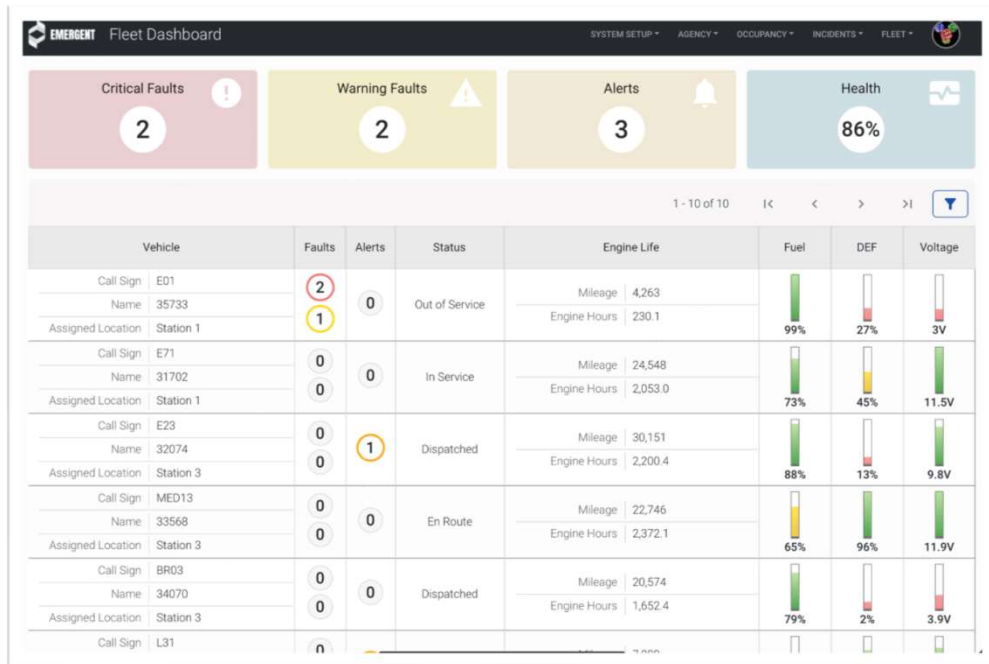 EMERGENT Fleet Dashboard SYSTEM SETUP AGENCY OCCUPANCY INCIDENTS FLEET
Critical Faults Warning Faults Alerts Health
2 2 3 86%
1 - 10 of 10
Vehicle Faults Alerts Status Engine Life Fuel DEF Voltage
Call Sign E01
Name 35733
Assigned Location Station 1
2
1
0
Out of Service
Mileage 4,263
Engine Hours 230.1
99% 27% 3V
Call Sign E71
Name 31702
Assigned Location Station 1
0
0
0
In Service
Mileage 24,548
Engine Hours 2,053.0
73% 45% 11.5V
Call Sign E23
Name 32074
Assigned Location Station 3
0
0
1
Dispatched
Mileage 30,151
Engine Hours 2,200.4
88% 13% 9.8V
Call Sign MED13
Name 33568
Assigned Location Station 3
0
0
0
En Route
Mileage 22,746
Engine Hours 2,372.1
65% 96% 11.9V
Call Sign BR03
Name 34070
Assigned Location Station 3
0
0
0
Dispatched
Mileage 20,574
Engine Hours 1,652.4
79% 2% 3.9V
Call Sign L31
0